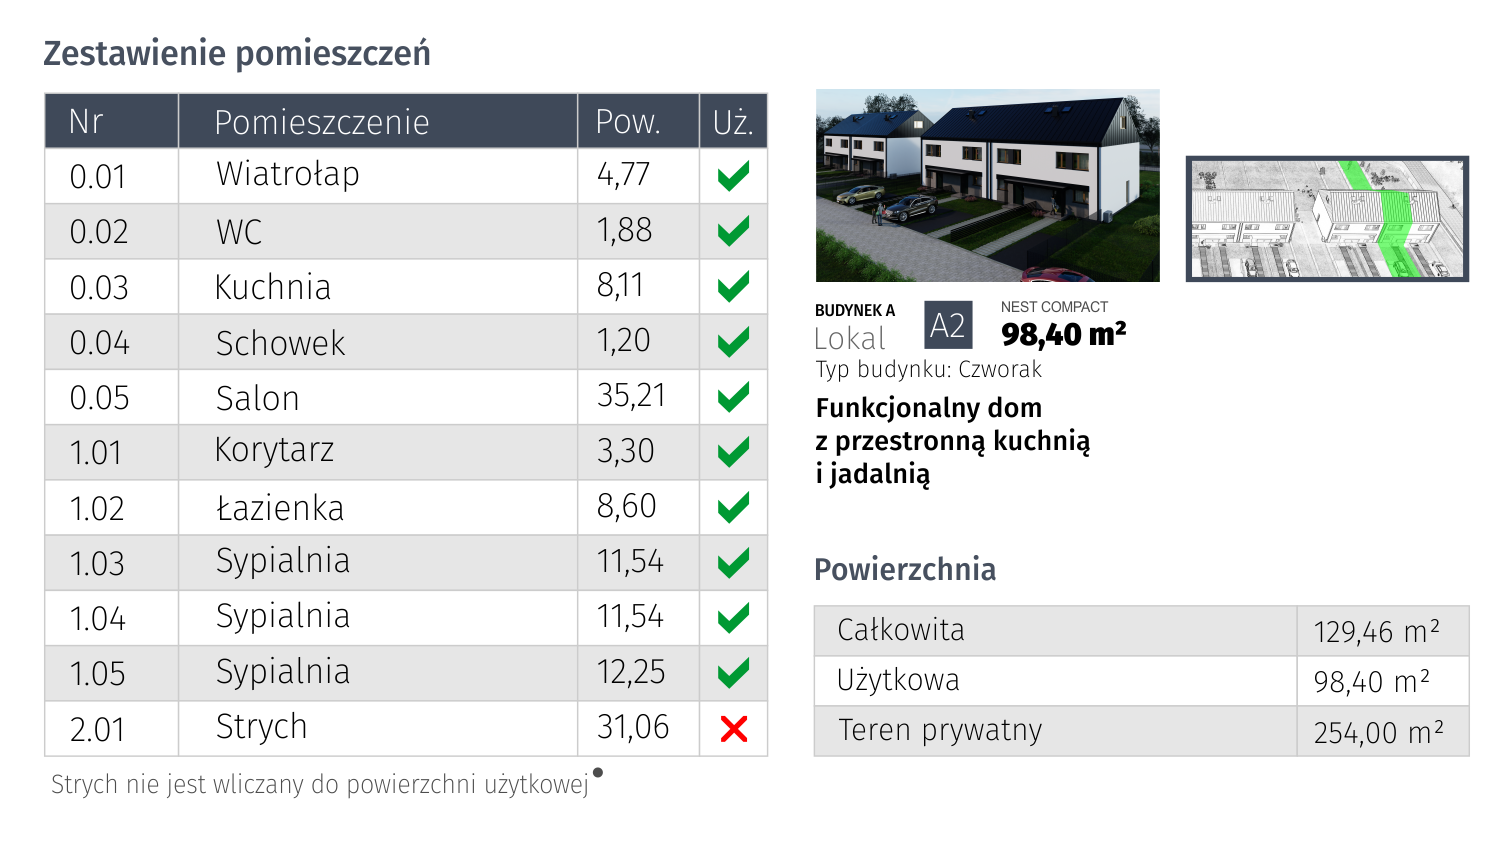 Zestawienie pomieszczeń
Nr Pomieszczenie Pow. Uż.
0.01 Wiatrołap 4,77
0.02 WC 1,88
0.03 Kuchnia 8,11
0.04 Schowek 1,20
0.05 Salon 35,21
1.01 Korytarz 3,30
1.02 Łazienka 8,60
1.03 Sypialnia 11,54
1.04 Sypialnia 11,54
1.05 Sypialnia 12,25
2.01 Strych 31,06
Strych nie jest wliczany do powierzchni użytkowej
BUDYNEK A
Lokal
A2
NEST COMPACT
98,40 m²
Typ budynku: Czworak
Funkcjonalny dom
z przestronną kuchnią
i jadalnią
Powierzchnia
Całkowita 129,46 m²
Użytkowa 98,40 m²
Teren prywatny 254,00 m²